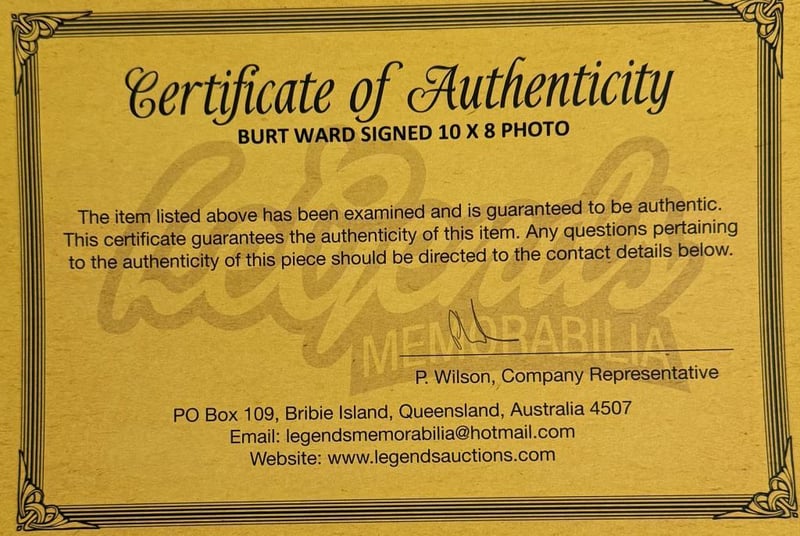 Certificate of Authenticity
BURT WARD SIGNED 10 X 8 PHOTO
The item listed above has been examined and is guaranteed to be authentic.
This certificate guarantees the authenticity of this item. Any questions pertaining
to the authenticity of this piece should be directed to the contact details below.
Legends
MEMORABILIA
P. Wilson, Company Representative
PO Box 109, Bribie Island, Queensland, Australia 4507
Email: legendsmemorabilia@hotmail.com
Website: www.legendsauctions.com